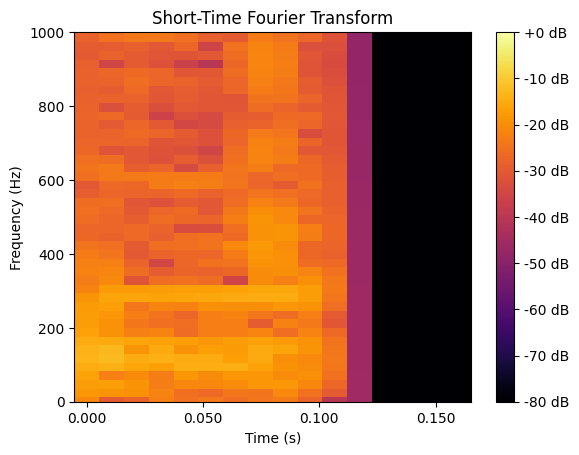 Short-Time Fourier Transform
1000
800
600
400
200
0
Frequency (Hz)
0.000
0.050
0.100
0.150
Time (s)
+0 dB
-10 dB
-20 dB
-30 dB
-40 dB
-50 dB
-60 dB
-70 dB
-80 dB